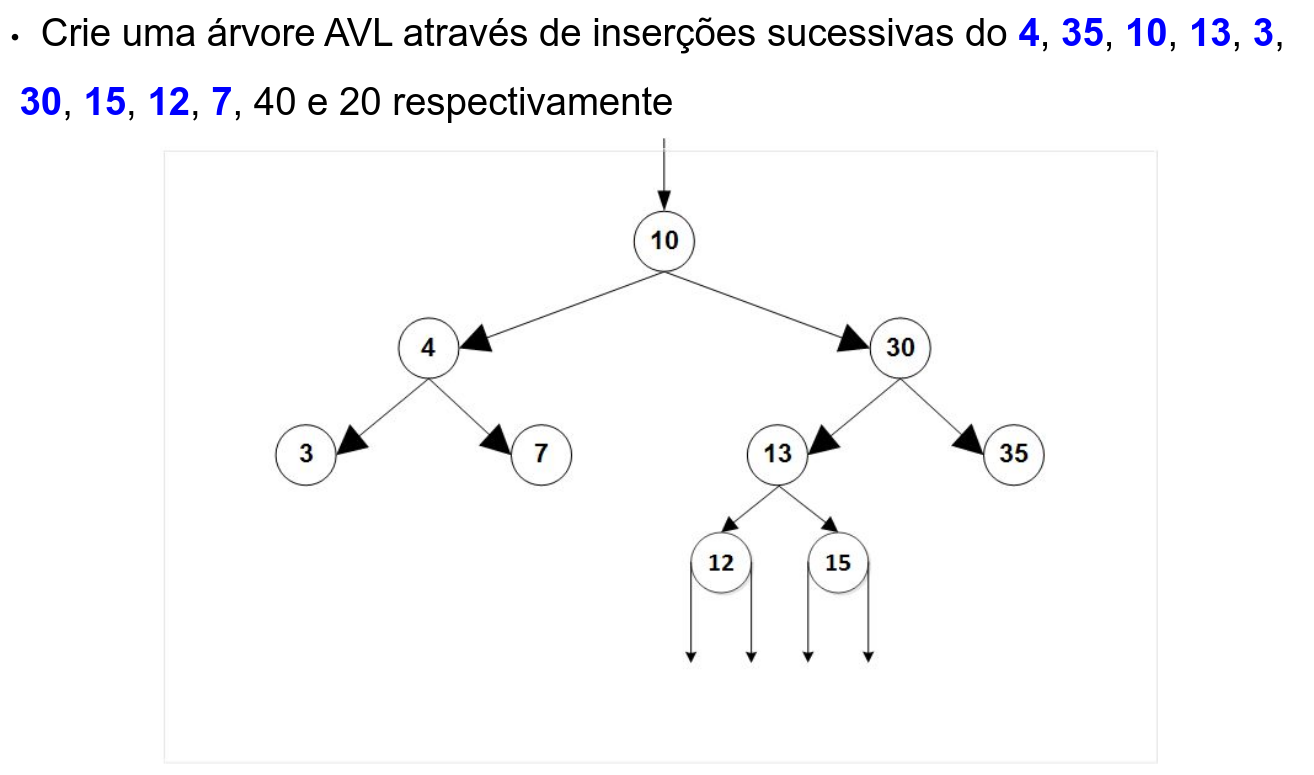 • Crie uma árvore AVL através de inserções sucessivas do 4, 35, 10, 13, 3,
30, 15, 12, 7, 40 e 20 respectivamente
10
4 30
3 7 13 35
12 15